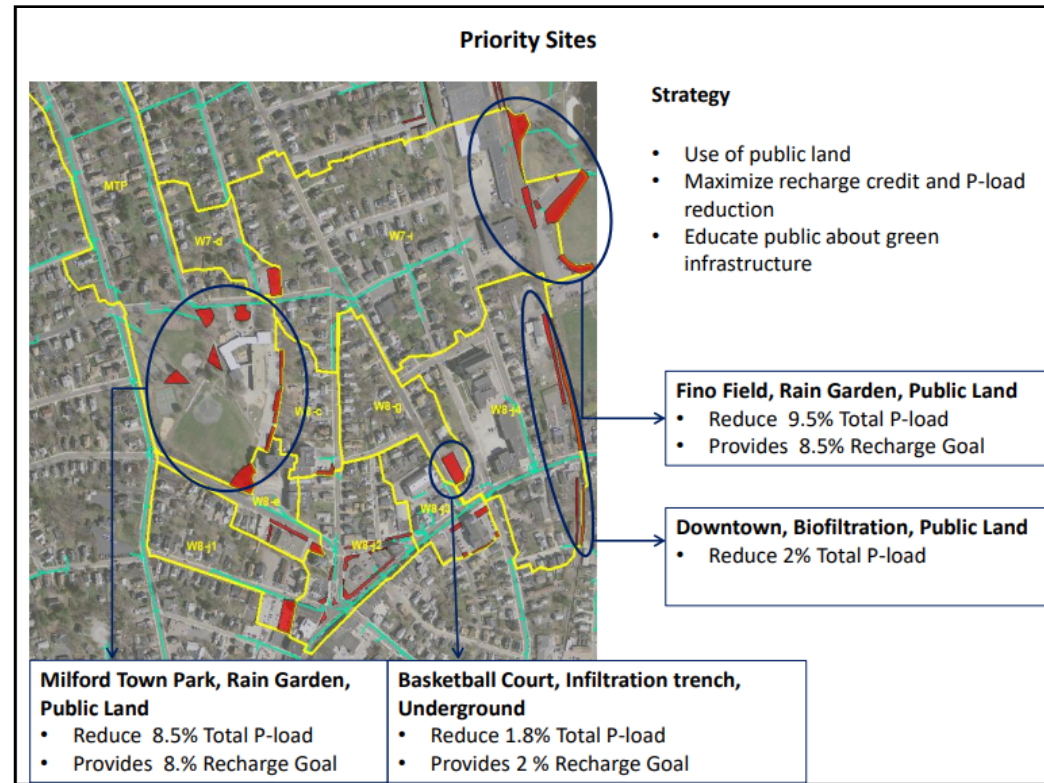 Priority Sites
Strategy
• Use of public land
• Maximize recharge credit and P-load
reduction
• Educate public about green
infrastructure
MTP
W7-d
W7-i
W8-c
W8-g
W8-j4
W8-e
W8-j3
W8-j1
W8-j2
Fino Field, Rain Garden, Public Land
• Reduce 9.5% Total P-load
• Provides 8.5% Recharge Goal
Downtown, Biofiltration, Public Land
• Reduce 2% Total P-load
Milford Town Park, Rain Garden,
Public Land
• Reduce 8.5% Total P-load
• Provides 8.% Recharge Goal
Basketball Court, Infiltration trench,
Underground
• Reduce 1.8% Total P-load
• Provides 2 % Recharge Goal